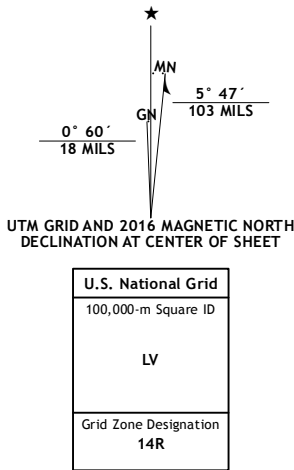 ★
MN
GN
5° 47´
103 MILS
0° 60´
18 MILS
UTM GRID AND 2016 MAGNETIC NORTH
DECLINATION AT CENTER OF SHEET
U.S. National Grid
100,000-m Square ID
LV
Grid Zone Designation
14R